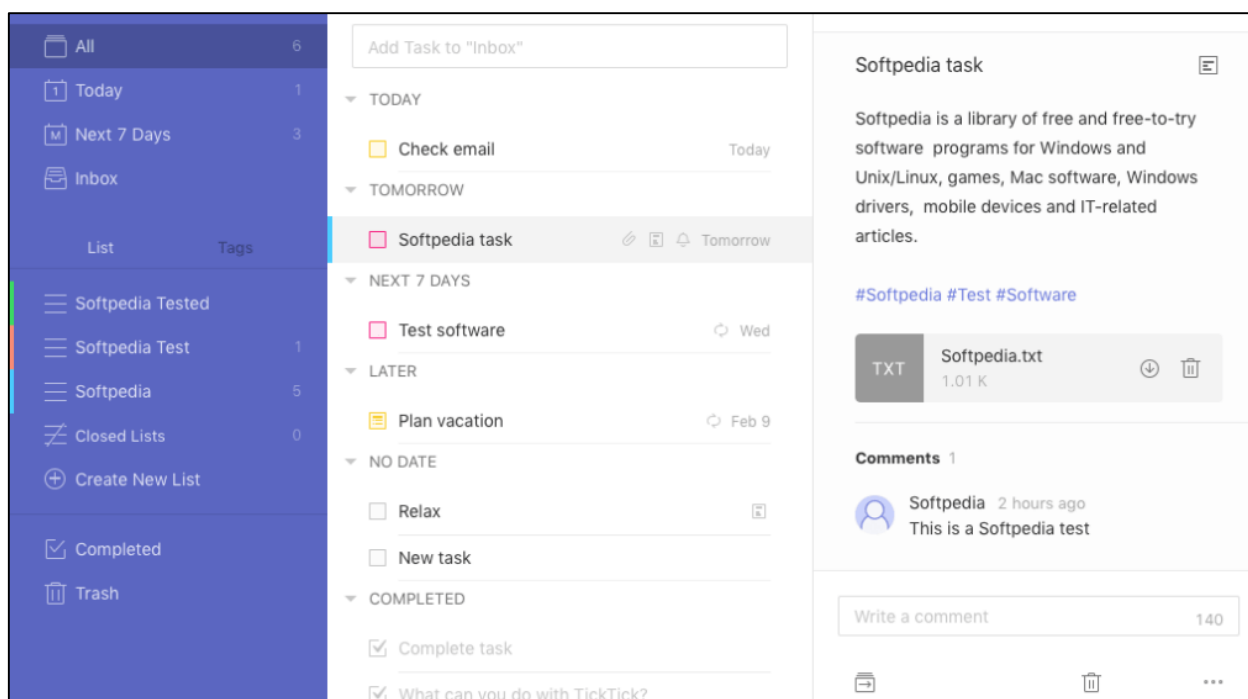 All 6
1 Today 1
M Next 7 Days 3
Inbox
List Tags
Softpedia Tested
Softpedia Test 1
Softpedia 5
Closed Lists 0
Create New List
Completed
Trash
Add Task to "Inbox"
TODAY
Check email Today
TOMORROW
Softpedia task Tomorrow
NEXT 7 DAYS
Test software Wed
LATER
Plan vacation Feb 9
NO DATE
Relax
New task
COMPLETED
Complete task
What can you do with TickTick?
Softpedia task
Softpedia is a library of free and free-to-try
software programs for Windows and
Unix/Linux, games, Mac software, Windows
drivers, mobile devices and IT-related
articles.
#Softpedia #Test #Software
TXT
Softpedia.txt
1.01 K
Comments 1
Softpedia 2 hours ago
This is a Softpedia test
Write a comment 140